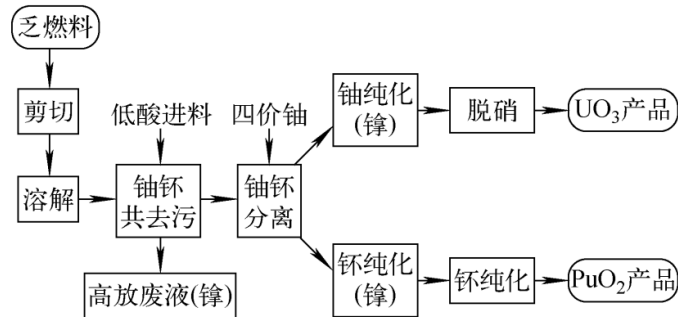 乏燃料
剪切
溶解
低酸进料
铀钚
共去污
高放废液(镎)
四价铀
铀钚
分离
铀纯化
(镎)
脱硝
UO₃产品
钚纯化
(镎)
钚纯化
PuO₂产品